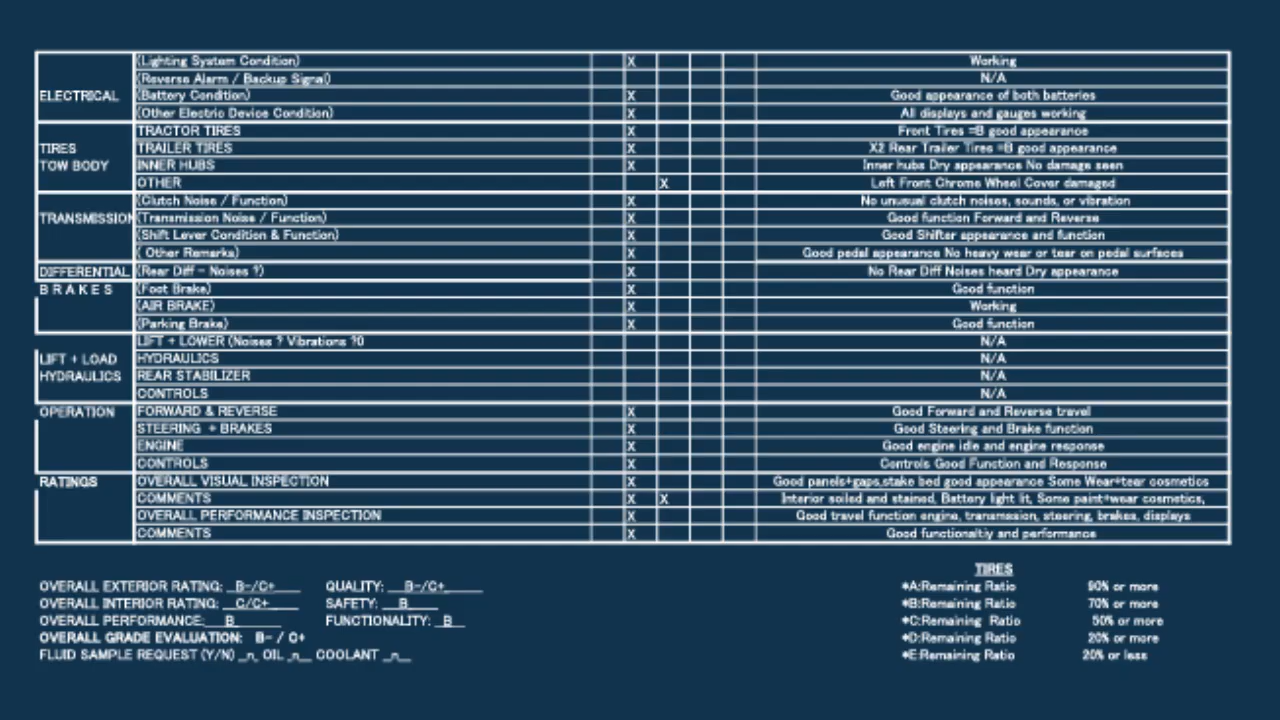 (Lighting System Condition) X Working
(Reverse Alarm / Backup Signal) N/A
ELECTRICAL (Battery Condition) X Good appearance of both batteries
(Other Electric Device Condition) X All displays and gauges working
TRACTOR TIRES X Front Tires =B good appearance
TIRES TRAILER TIRES X X2 Rear Trailer Tires =B good appearance
TOW BODY INNER HUBS X Inner hubs Dry appearance No damage seen
OTHER X Left Front Chrome Wheel Cover damaged
(Clutch Noise / Function) X No unusual clutch noises, sounds, or vibration
TRANSMISSION (Transmission Noise / Function) X Good function Forward and Reverse
(Shift Lever Condition & Function) X Good Shifter appearance and function
( Other Remarks) X Good pedal appearance No heavy wear or tear on pedal surfaces
DIFFERENTIAL (Rear Diff - Noises ?) X No Rear Diff Noises heard Dry appearance
B R A K E S (Foot Brake) X Good function
(AIR BRAKE) X Working
(Parking Brake) X Good function
LIFT + LOWER (Noises ? Vibrations ?0 N/A
LIFT + LOAD HYDRAULICS N/A
HYDRAULICS REAR STABILIZER N/A
CONTROLS N/A
OPERATION FORWARD & REVERSE X Good Forward and Reverse travel
STEERING + BRAKES X Good Steering and Brake function
ENGINE X Good engine idle and engine response
CONTROLS X Controls Good Function and Response
RATINGS OVERALL VISUAL INSPECTION X Good panels+gaps,stake bed good appearance Some Wear+tear cosmetics
COMMENTS X X Interior soiled and stained, Battery light lit, Some paint+wear cosmetics,
OVERALL PERFORMANCE INSPECTION X Good travel function engine, transmission, steering, brakes, displays
COMMENTS X Good functionaltiy and performance
TIRES
OVERALL EXTERIOR RATING: __B-/C+____ QUALITY: ___B-/C+_____ *A:Remaining Ratio 90% or more
OVERALL INTERIOR RATING: __C/C+____ SAFETY: __B____ *B:Remaining Ratio 70% or more
OVERALL PERFORMANCE:___B______ FUNCTIONALITY: _B__ *C:Remaining Ratio 50% or more
OVERALL GRADE EVALUATION: B- / C+ *D:Remaining Ratio 20% or more
FLUID SAMPLE REQUEST (Y/N) _n_ OIL _n__ COOLANT _n__ *E:Remaining Ratio 20% or less